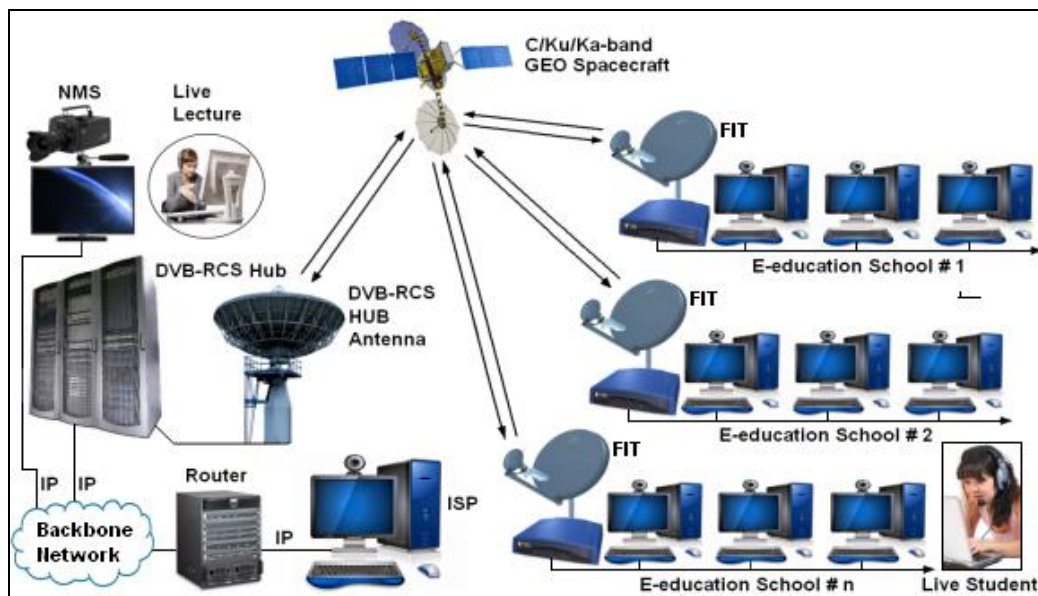 C/Ku/Ka-band
GEO Spacecraft
NMS
Live
Lecture
FIT
E-education School # 1
DVB-RCS Hub
DVB-RCS
HUB
Antenna
FIT
E-education School # 2
FIT
IP
IP
Router
ISP
Backbone
Network
IP
E-education School # n
Live Student